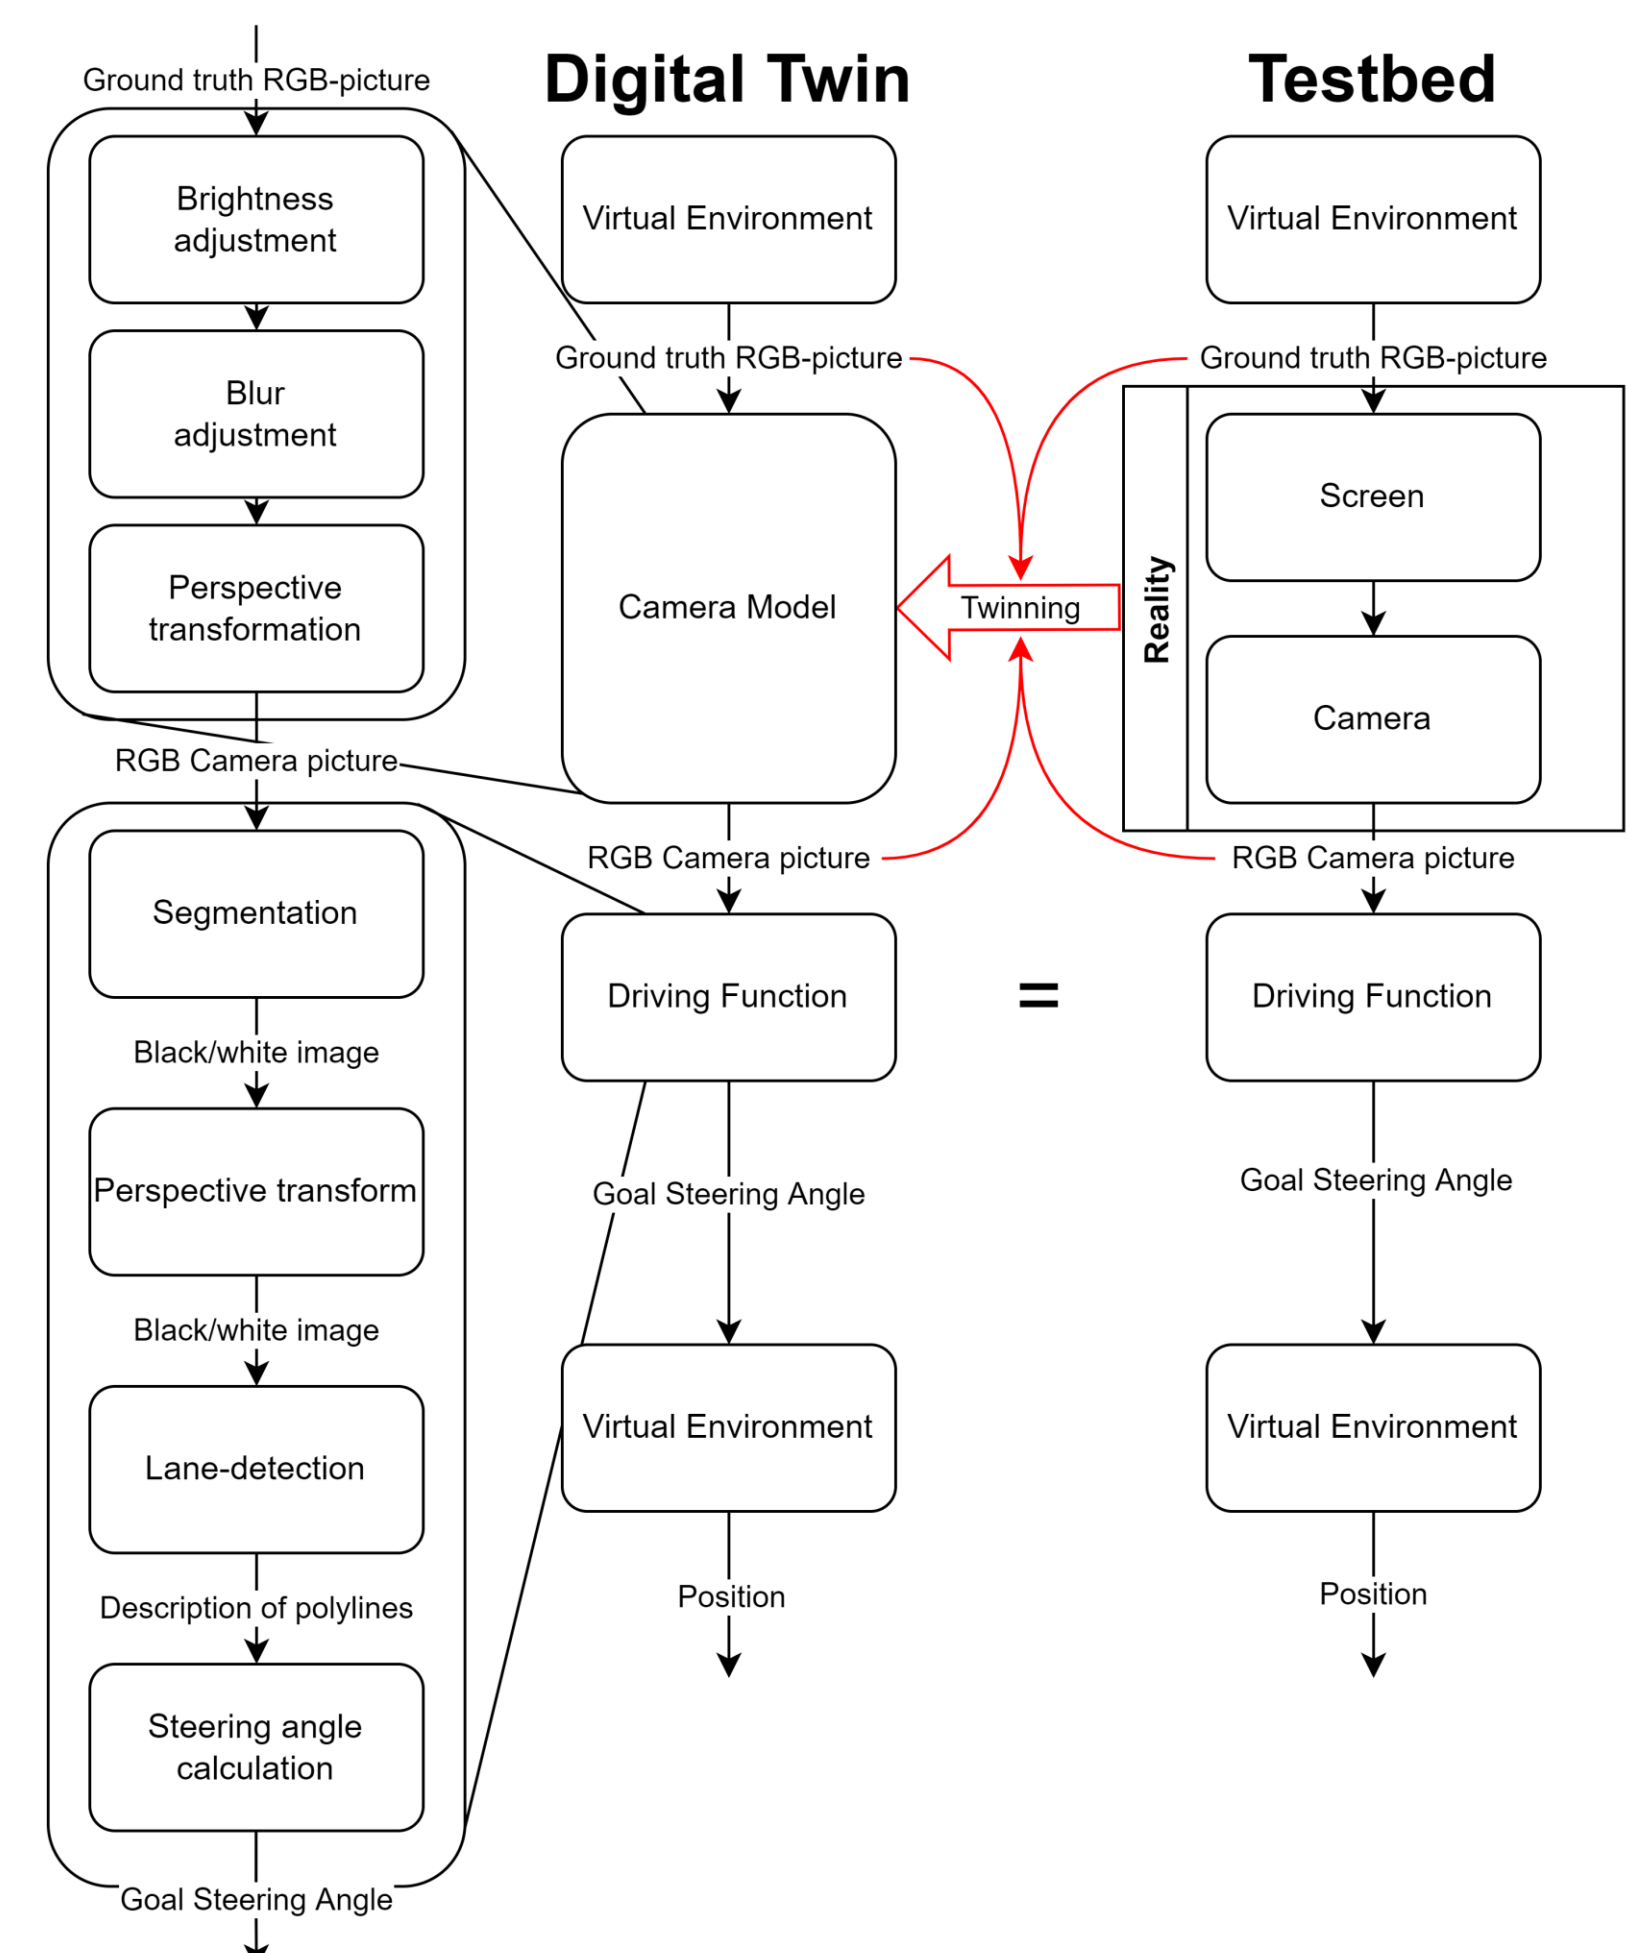 Ground truth RGB-picture
Brightness
adjustment
Blur
adjustment
Perspective
transformation
RGB Camera picture
Segmentation
Black/white image
Perspective transform
Black/white image
Lane-detection
Description of polylines
Steering angle
calculation
Goal Steering Angle
Digital Twin
Virtual Environment
Ground truth RGB-picture
Camera Model
RGB Camera picture
Driving Function
Goal Steering Angle
Virtual Environment
Position
Twinning
=
Testbed
Virtual Environment
Ground truth RGB-picture
Reality
Screen
Camera
RGB Camera picture
Driving Function
Goal Steering Angle
Virtual Environment
Position